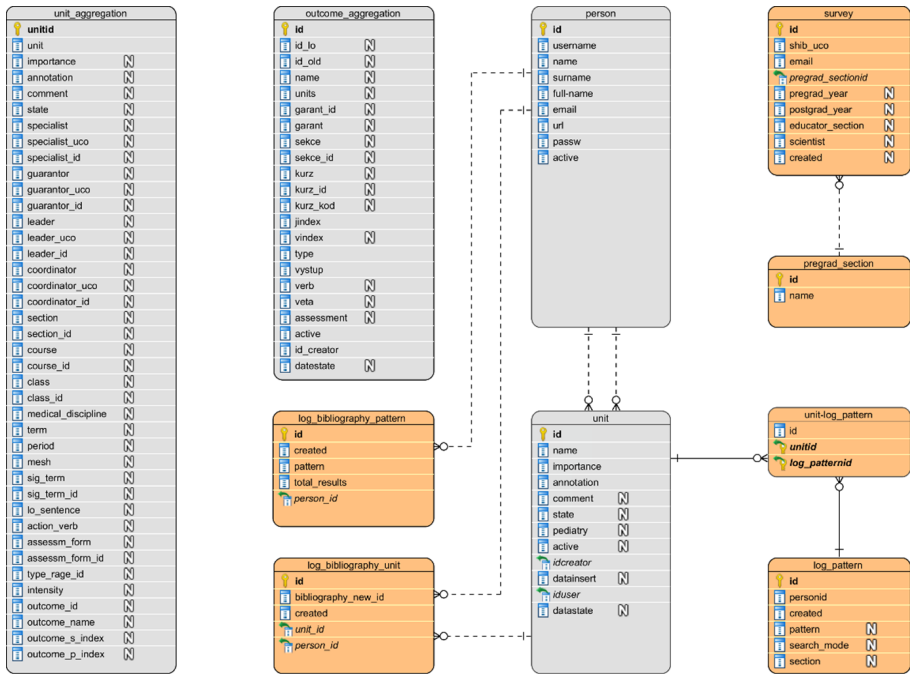 unit_aggregation
unitid
unit
importance N
annotation N
comment N
state N
specialist N
specialist_uco N
specialist_id N
guarantor N
guarantor_uco N
guarantor_id N
leader N
leader_uco N
leader_id N
coordinator N
coordinator_uco N
coordinator_id N
section N
section_id N
course N
course_id N
class N
class_id N
medical_discipline N
term N
period N
mesh N
sig_term N
sig_term_id N
lo_sentence N
action_verb N
assessm_form N
assessm_form_id N
type_rage_id N
intensity N
outcome_id N
outcome_name N
outcome_s_index N
outcome_p_index N
outcome_aggregation
id
id_lo N
id_old N
name N
units N
garant_id N
garant N
sekce N
sekce_id N
kurz N
kurz_id N
kurz_kod N
jindex
vindex N
type
vystup
verb N
veta N
assessment N
active
id_creator
datestate N
log_bibliography_pattern
id
created
pattern
total_results
person_id
log_bibliography_unit
id
bibliography_new_id
created
unit_id
person_id
person
id
username
name
surname
full-name
email
url
passw
active
unit
id
name
importance
annotation
comment N
state N
pediatry N
active N
idcreator
datainsert N
iduser
datastate N
survey
id
shib_uco
email
pregrad_sectionid
pregrad_year N
postgrad_year N
educator_section N
scientist N
created N
pregrad_section
id
name
unit-log_pattern
id
unitid
log_patternid
log_pattern
id
personid
created
pattern N
search_mode N
section N